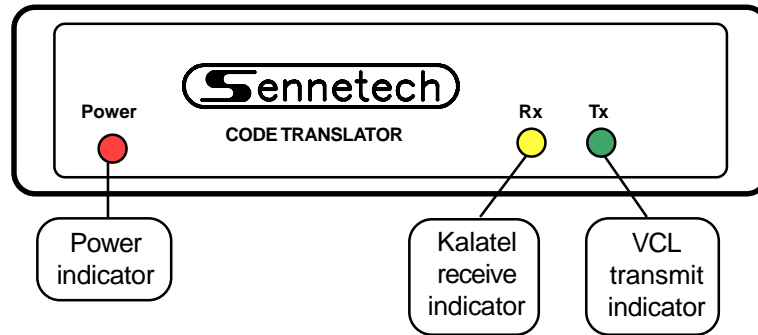 Sennetech
Power
CODE TRANSLATOR
Rx Tx
Power
indicator
Kalatel
receive
indicator
VCL
transmit
indicator